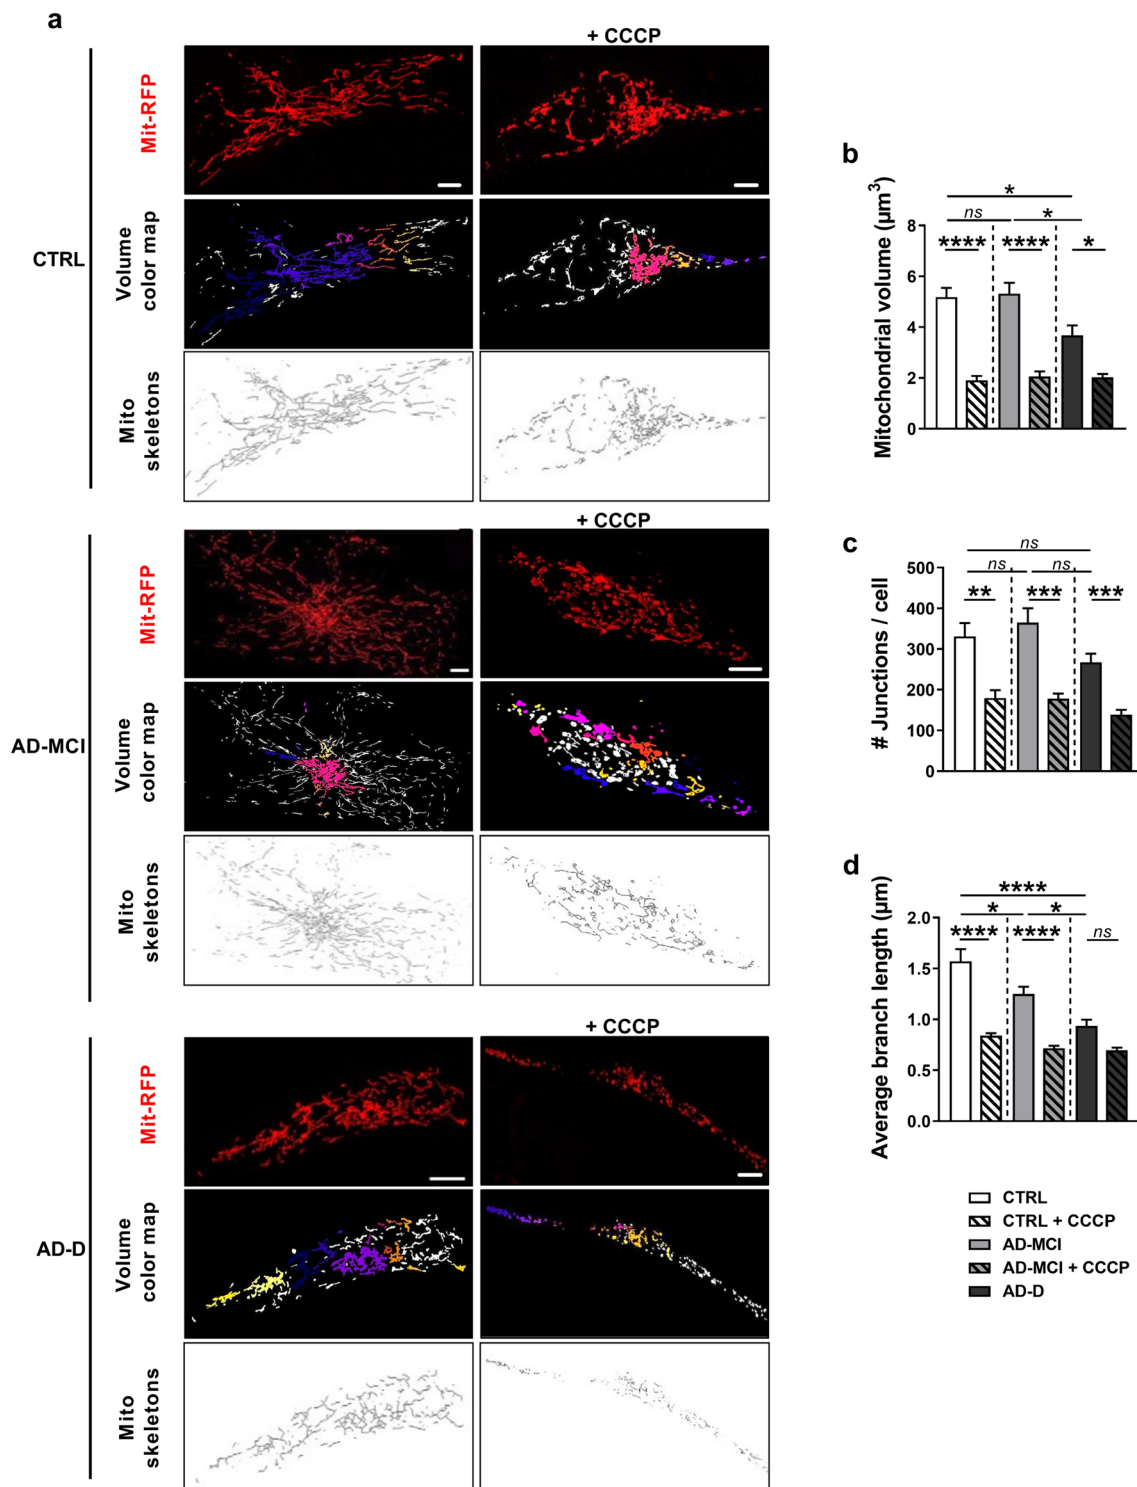 a
+ CCCP
CTRL
Mit-RFP
Volume
color map
Mito
skeletons
+ CCCP
AD-MCI
Mit-RFP
Volume
color map
Mito
skeletons
+ CCCP
AD-D
Mit-RFP
Volume
color map
Mito
skeletons
b
Mitochondrial volume (µm³)
8
6
4
2
0
*
ns
*
****
****
*
c
# Junctions / cell
500
400
300
200
100
0
ns
ns
ns
**
***
***
d
Average branch length (µm)
2.0
1.5
1.0
0.5
0.0
****
*
*
****
****
ns
CTRL
CTRL + CCCP
AD-MCI
AD-MCI + CCCP
AD-D